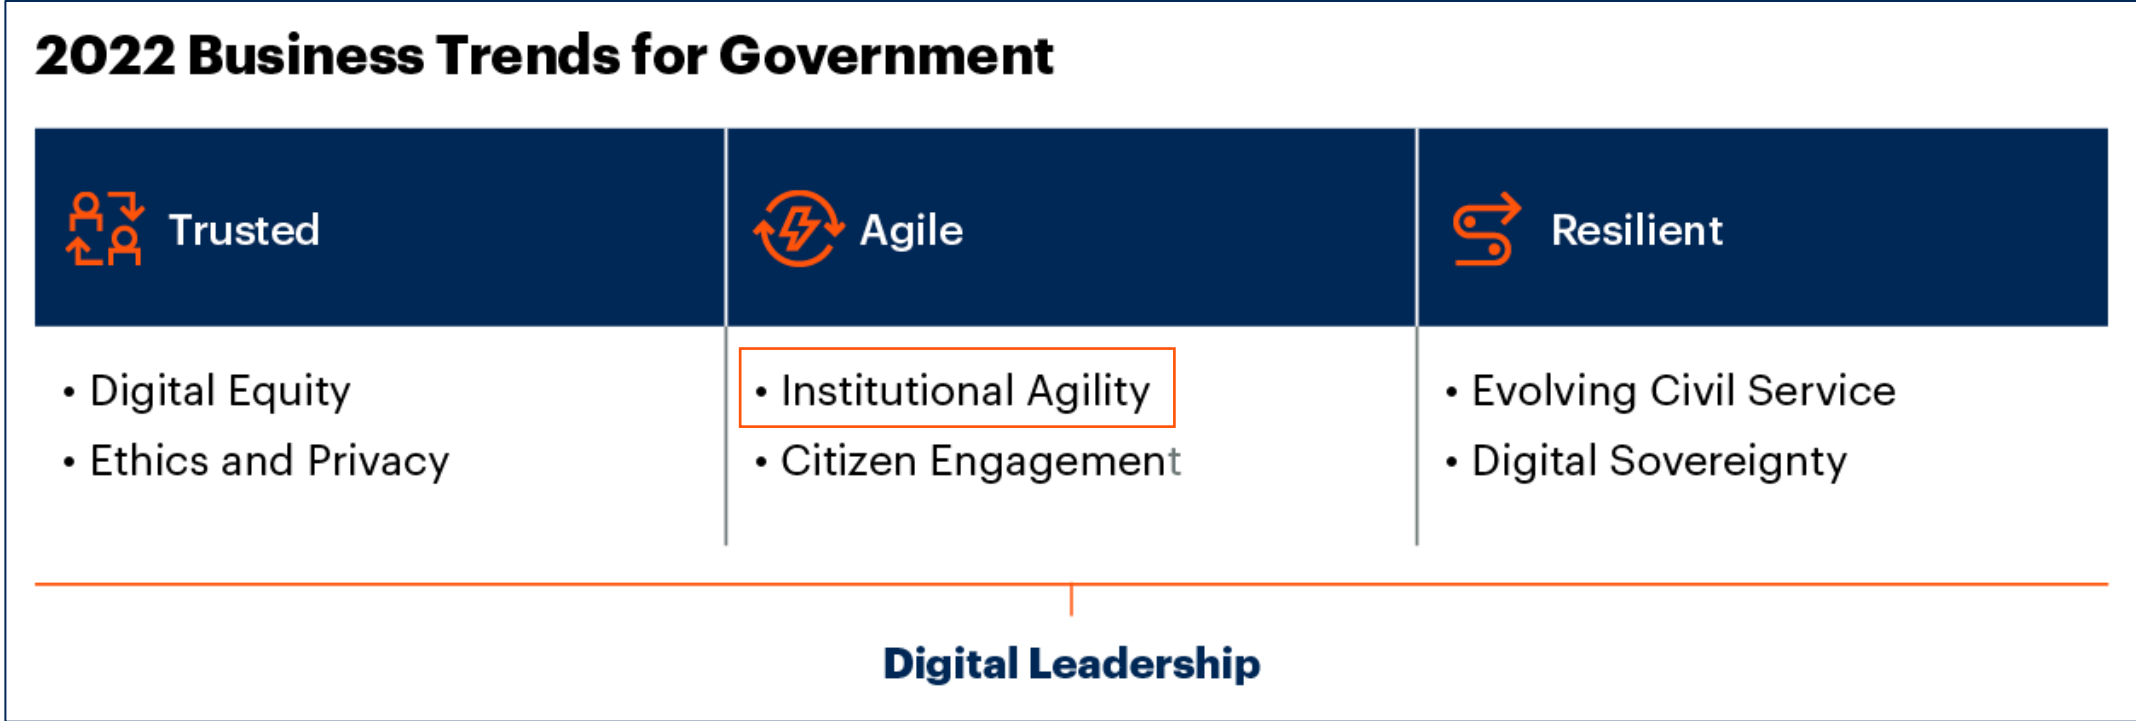 2022 Business Trends for Government
Trusted
• Digital Equity
• Ethics and Privacy
Agile
• Institutional Agility
• Citizen Engagement
Resilient
• Evolving Civil Service
• Digital Sovereignty
Digital Leadership